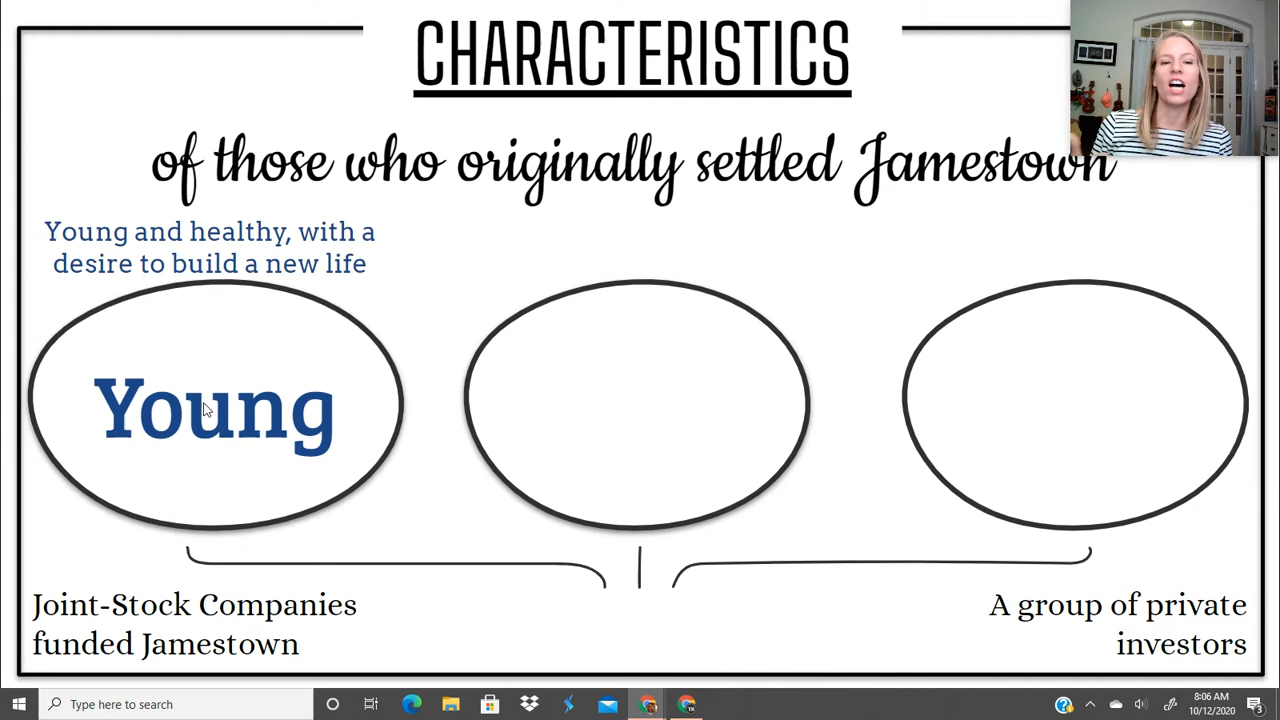 CHARACTERISTICS
of those who originally settled Jamestown
Young and healthy, with a
desire to build a new life
Young
Joint-Stock Companies
funded Jamestown
A group of private
investors
Type here to search
8:06 AM
10/12/2020